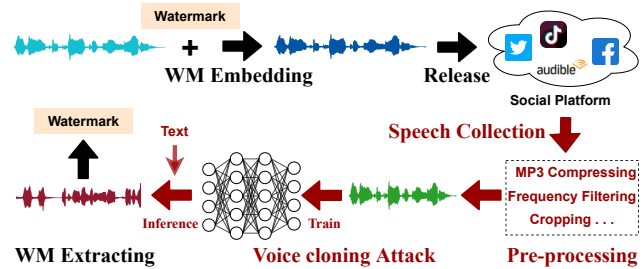 Watermark
+
WM Embedding
Release
audible
Social Platform
Speech Collection
MP3 Compressing
Frequency Filtering
Cropping . . .
Pre-processing
Train
Voice cloning Attack
Text
Inference
Watermark
WM Extracting